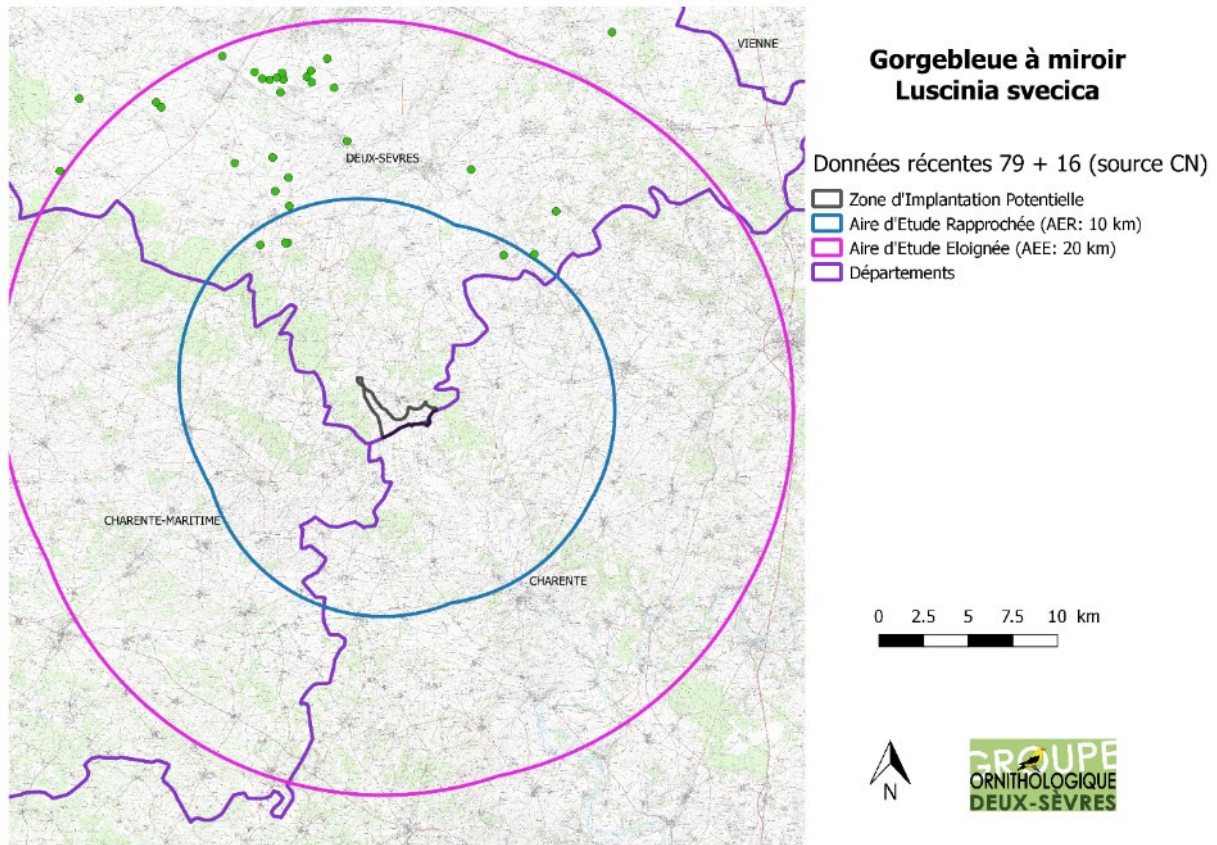 VIENNE
DEUX-SÈVRES
CHARENTE-MARITIME
CHARENTE
Gorgebleue à miroir
Luscinia svecica
Données récentes 79 + 16 (source CN)
Zone d'Implantation Potentielle
Aire d'Etude Rapprochée (AER: 10 km)
Aire d'Etude Eloignée (AEE: 20 km)
Départements
0 2.5 5 7.5 10 km
N
GROUPE
ORNITHOLOGIQUE
DEUX-SÈVRES